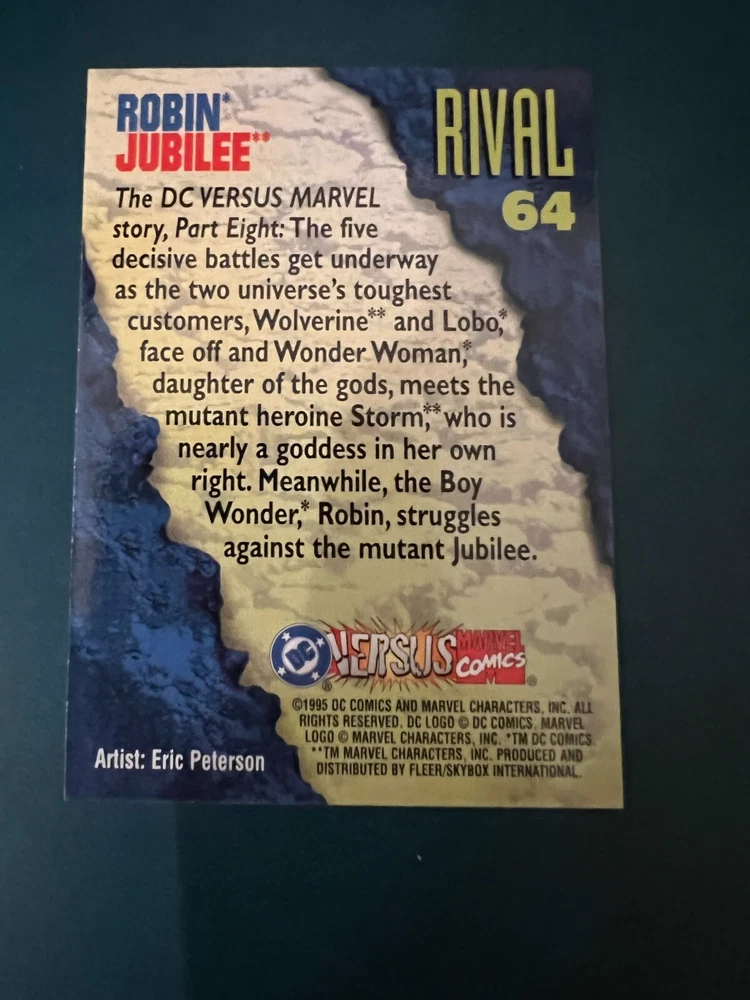 ROBIN*
JUBILEE**
RIVAL
64
The DC VERSUS MARVEL
story, Part Eight: The five
decisive battles get underway
as the two universe's toughest
customers, Wolverine** and Lobo,*
face off and Wonder Woman,*
daughter of the gods, meets the
mutant heroine Storm,** who is
nearly a goddess in her own
right. Meanwhile, the Boy
Wonder,* Robin, struggles
against the mutant Jubilee.
DC VERSUS MARVEL
COMICS
©1995 DC COMICS AND MARVEL CHARACTERS, INC. ALL
RIGHTS RESERVED. DC LOGO © DC COMICS. MARVEL
LOGO © MARVEL CHARACTERS, INC. *TM DC COMICS
**TM MARVEL CHARACTERS, INC. PRODUCED AND
DISTRIBUTED BY FLEER/SKYBOX INTERNATIONAL.
Artist: Eric Peterson